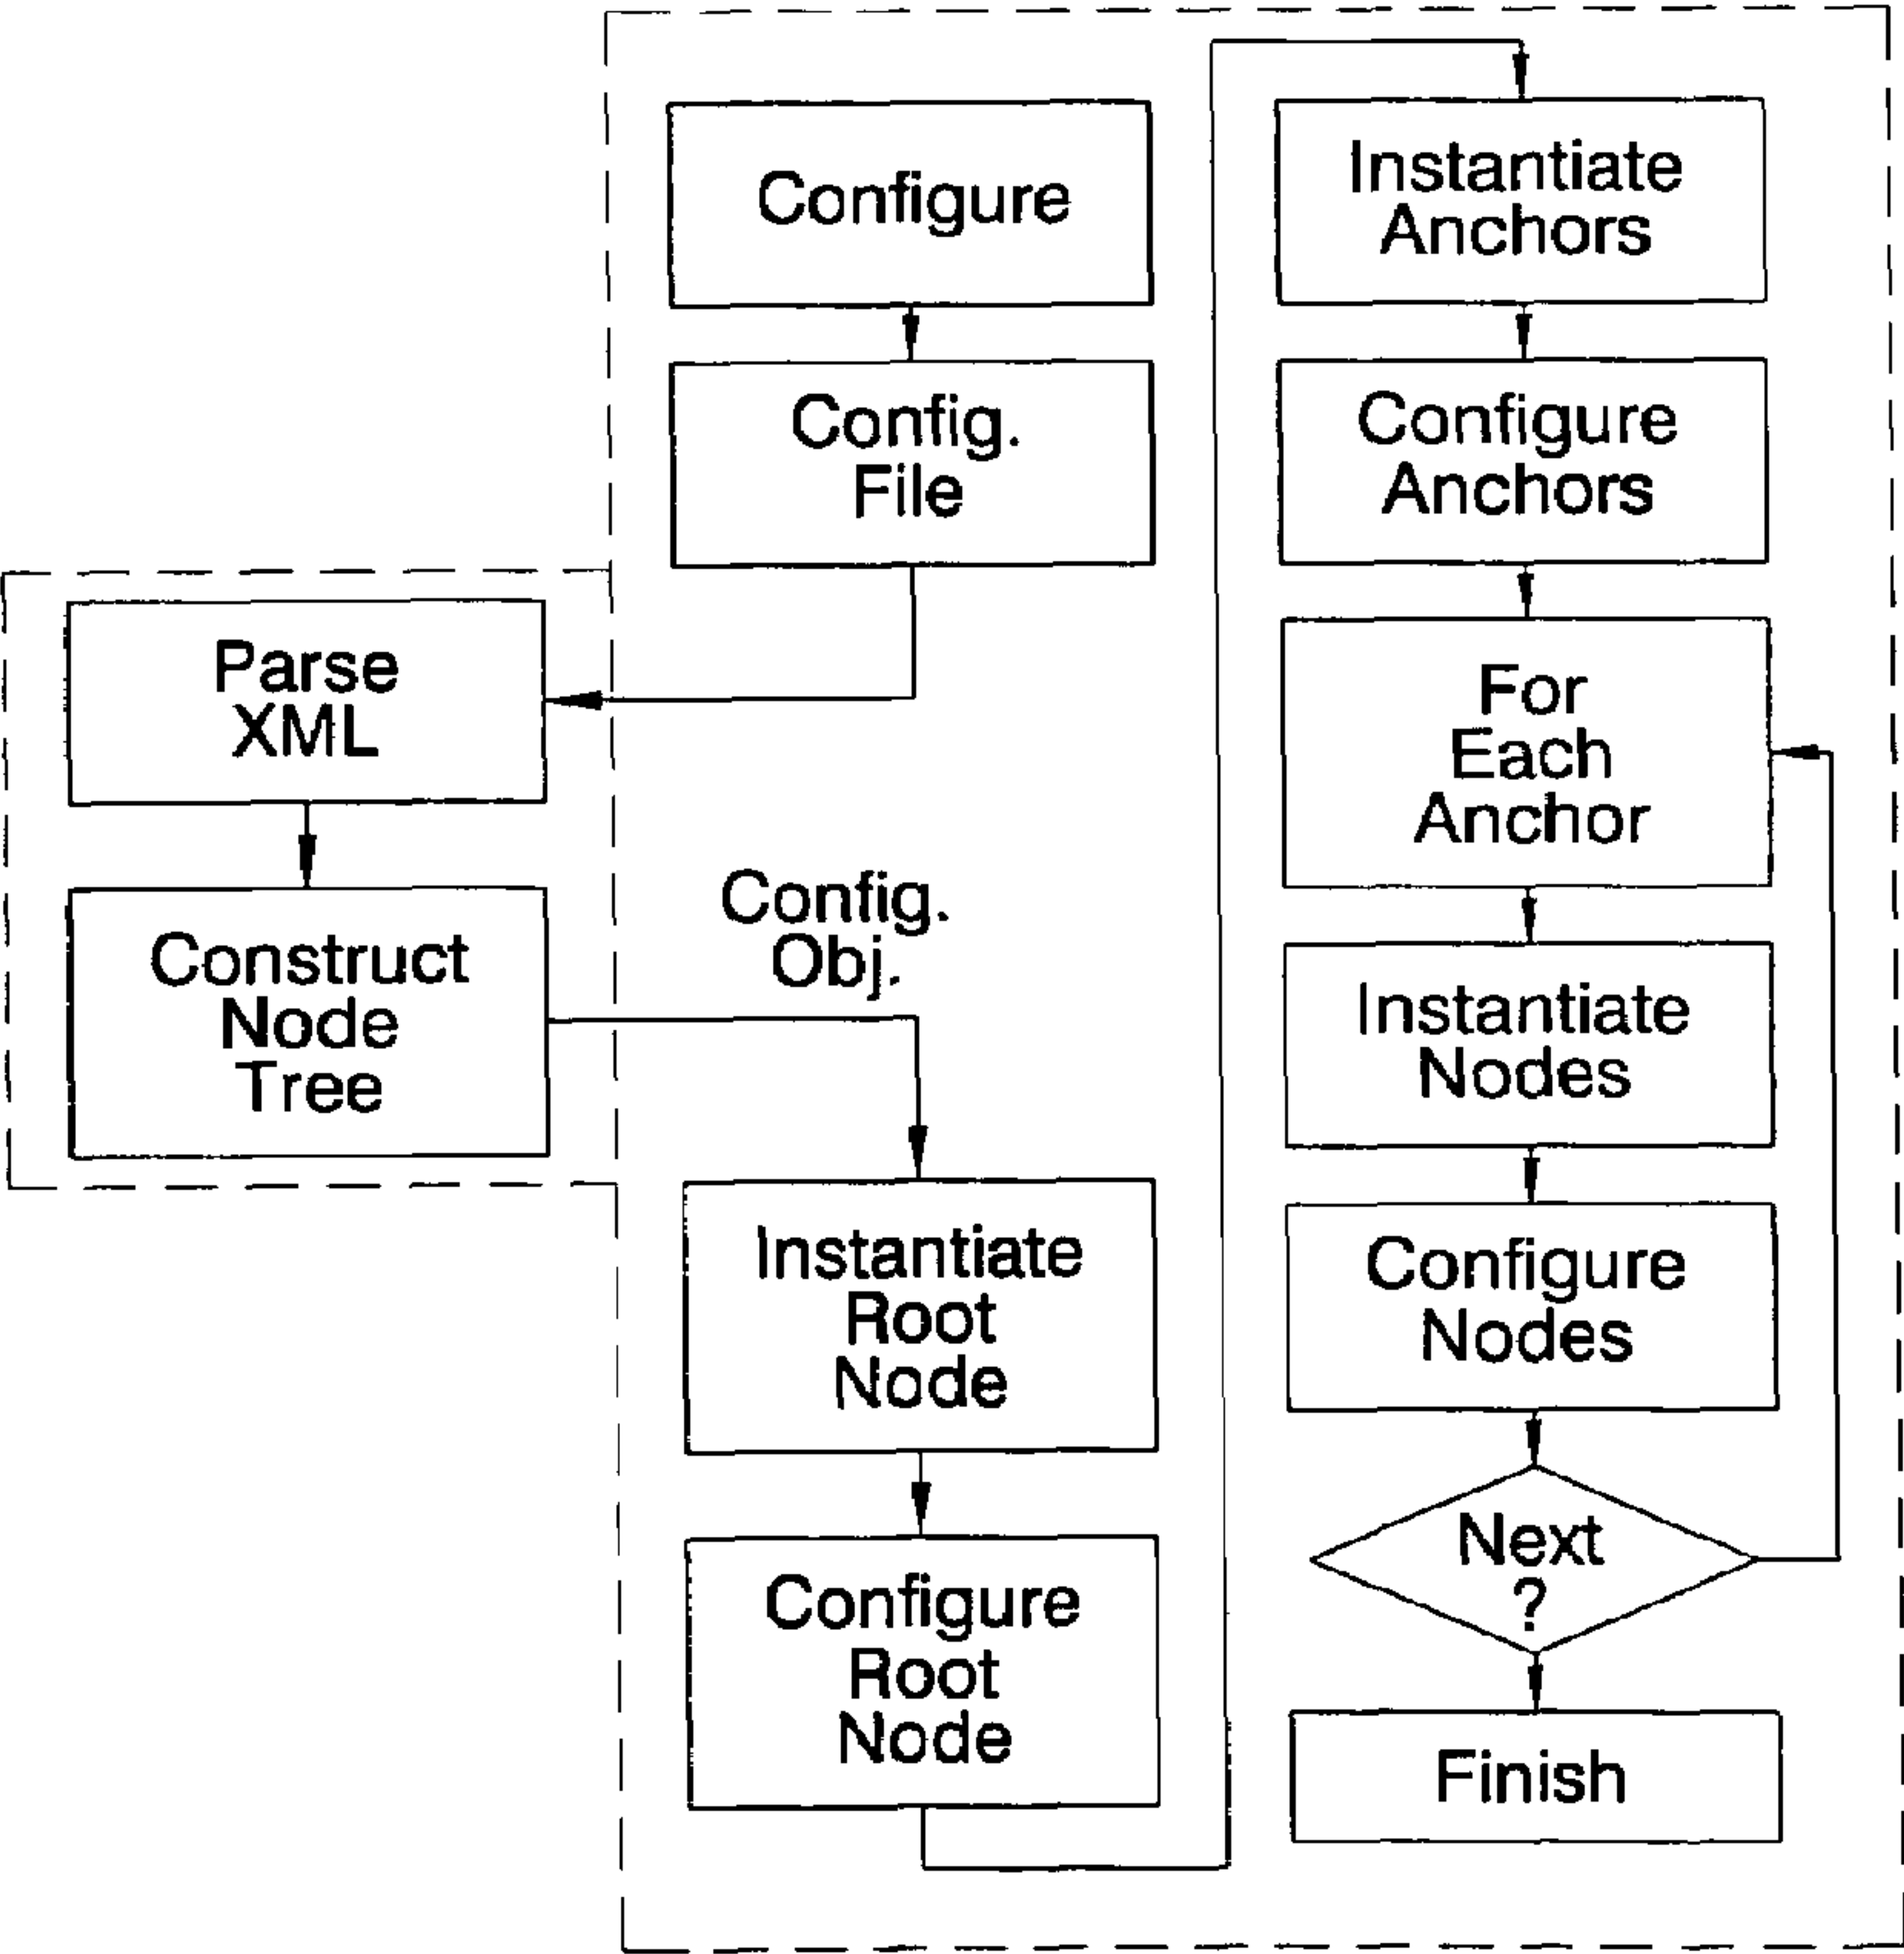 Configure
Config.
File
Parse
XML
Construct
Node
Tree
Config.
Obj.
Instantiate
Root
Node
Configure
Root
Node
Instantiate
Anchors
Configure
Anchors
For
Each
Anchor
Instantiate
Nodes
Configure
Nodes
Next
?
Finish